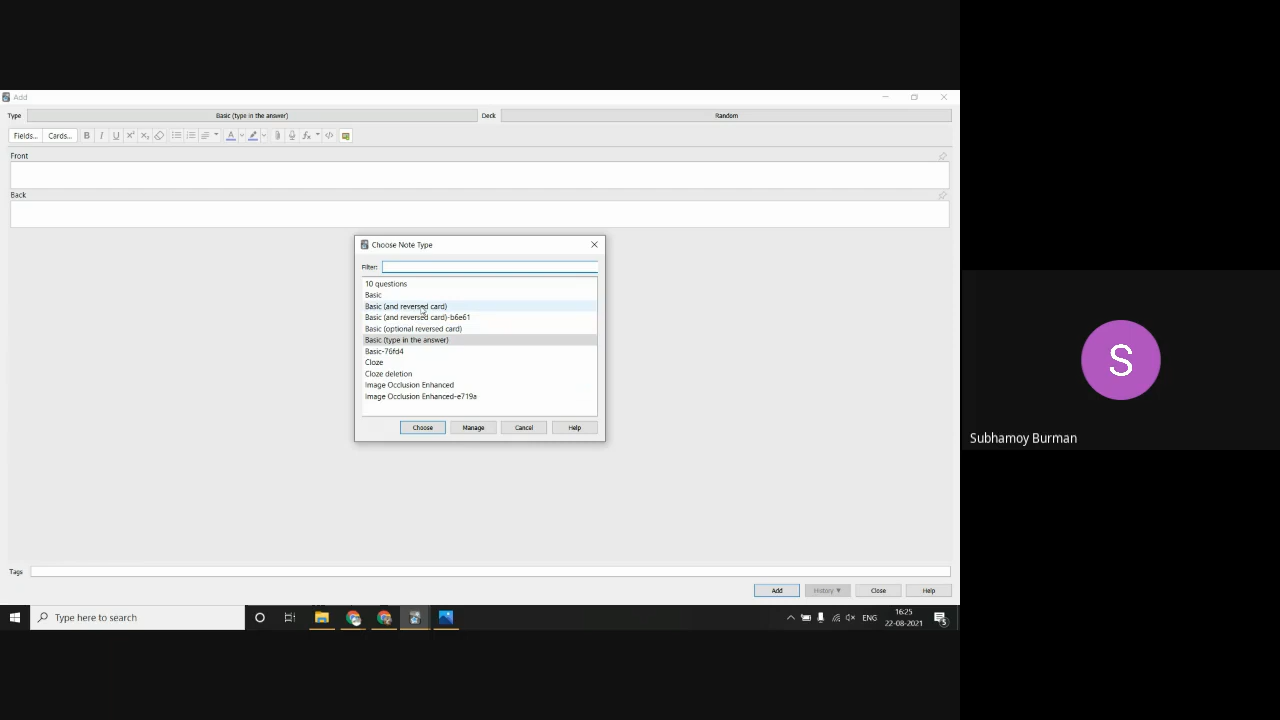 Add
Type Basic (type in the answer) Deck Random
Fields... Cards... B I U
Front
Back
Choose Note Type
Filter:
10 questions
Basic
Basic (and reversed card)
Basic (and reversed card)-b6e61
Basic (optional reversed card)
Basic (type in the answer)
Basic-76fd4
Cloze
Cloze deletion
Image Occlusion Enhanced
Image Occlusion Enhanced-e719a
Choose Manage Cancel Help
S
Subhamoy Burman
Tags
Add History ▼ Close Help
Type here to search
ENG
16:25
22-08-2021
5